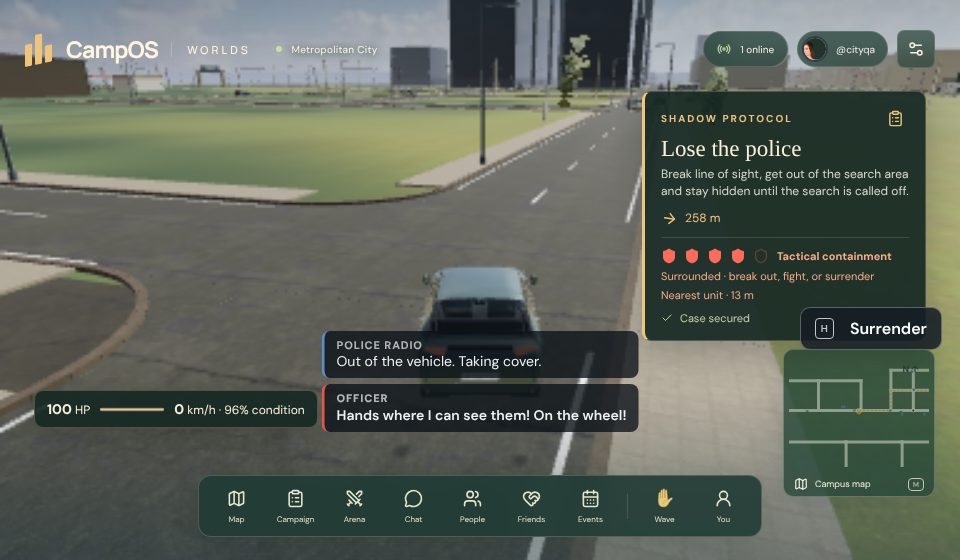 CampOS
WORLDS
Metropolitan City
1 online
@cityqa
SHADOW PROTOCOL
Lose the police
Break line of sight, get out of the search area
and stay hidden until the search is called off.
258 m
Tactical containment
Surrounded · break out, fight, or surrender
Nearest unit · 13 m
Case secured
H Surrender
POLICE RADIO
Out of the vehicle. Taking cover.
OFFICER
Hands where I can see them! On the wheel!
100 HP 0 km/h · 96% condition
Campus map M
Map Campaign Arena Chat People Friends Events Wave You